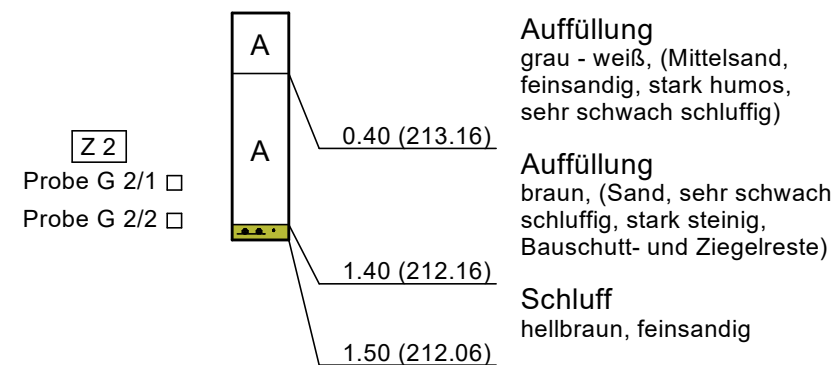 A
Auffüllung
grau - weiß, (Mittelsand,
feinsandig, stark humos,
sehr schwach schluffig)
0.40 (213.16)
Z 2
A
Probe G 2/1
Probe G 2/2
Auffüllung
braun, (Sand, sehr schwach
schluffig, stark steinig,
Bauschutt- und Ziegelreste)
1.40 (212.16)
Schluff
hellbraun, feinsandig
1.50 (212.06)